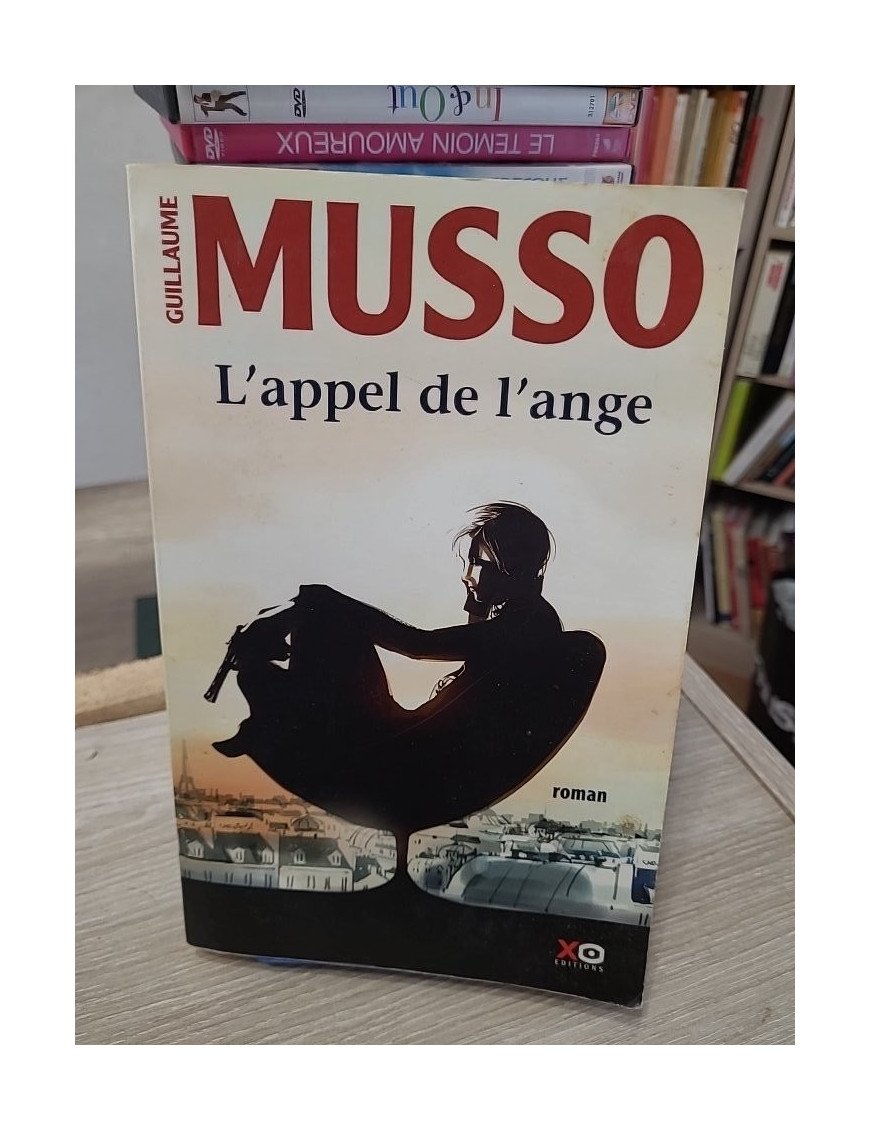 In & Out
DVD
LE TEMOIN AMOUREUX
DVD
GUILLAUME
MUSSO
L'appel de l'ange
roman
XO
EDITIONS